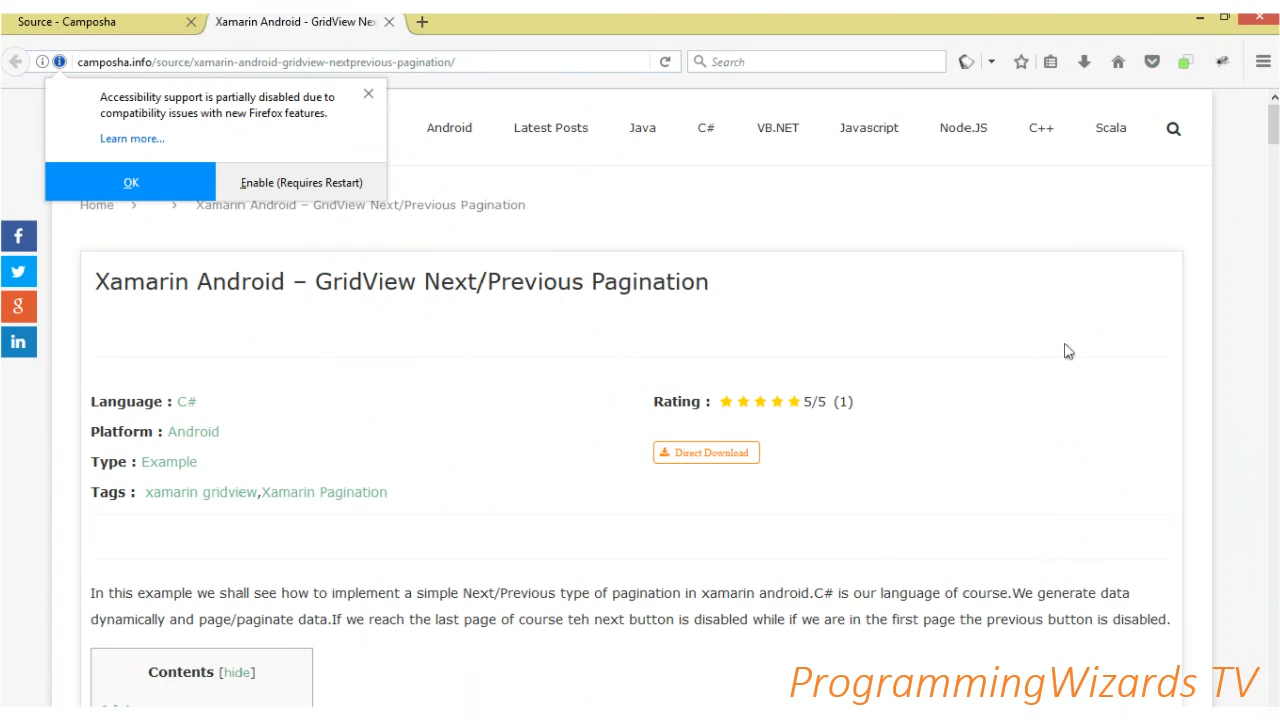 Source - Camposha
Xamarin Android - GridView Nex
camposha.info/source/xamarin-android-gridview-nextprevious-pagination/
Search
Accessibility support is partially disabled due to
compatibility issues with new Firefox features.
Learn more...
OK
Enable (Requires Restart)
Android
Latest Posts
Java
C#
VB.NET
Javascript
Node.JS
C++
Scala
Home > > Xamarin Android – GridView Next/Previous Pagination
Xamarin Android – GridView Next/Previous Pagination
Language : C#
Platform : Android
Type : Example
Tags : xamarin gridview,Xamarin Pagination
Rating : 5/5 (1)
Direct Download
In this example we shall see how to implement a simple Next/Previous type of pagination in xamarin android.C# is our language of course.We generate data
dynamically and page/paginate data.If we reach the last page of course teh next button is disabled while if we are in the first page the previous button is disabled.
Contents [hide]
ProgrammingWizards TV